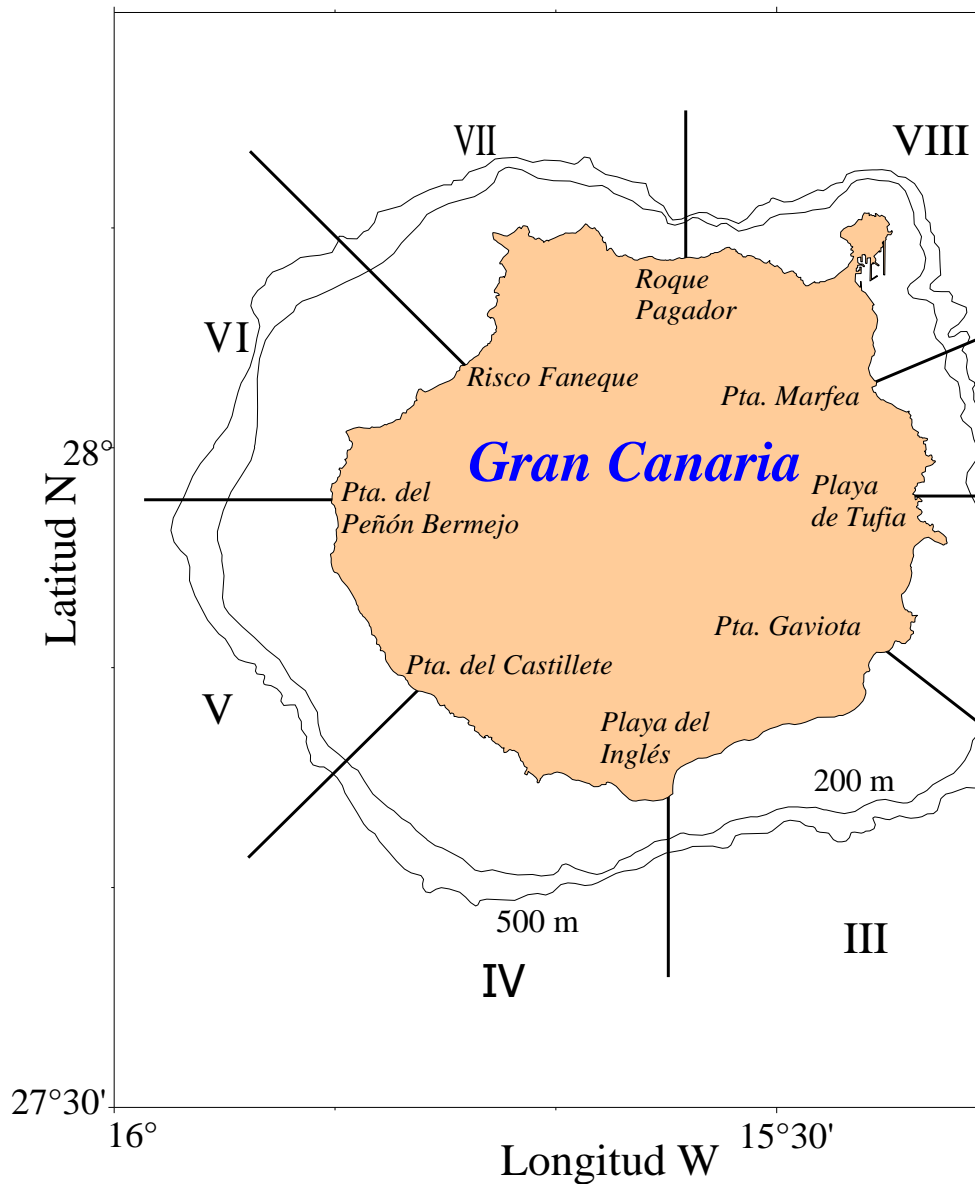 VII
VIII
Roque
Pagador
VI
Risco Faneque
Pta. Marfea
28°
Gran Canaria
Pta. del
Peñón Bermejo
Playa
de Tufia
Latitud N
Pta. Gaviota
Pta. del Castillete
V
Playa del
Inglés
200 m
500 m
III
IV
27°30'
16°
15°30'
Longitud W